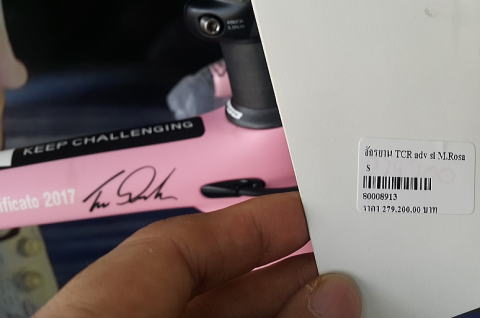 KEEP CHALLENGING
ificato 2017
จักรยาน TCR adv sl M.Rosa
S
80008913
ราคา 279,200.00 บาท